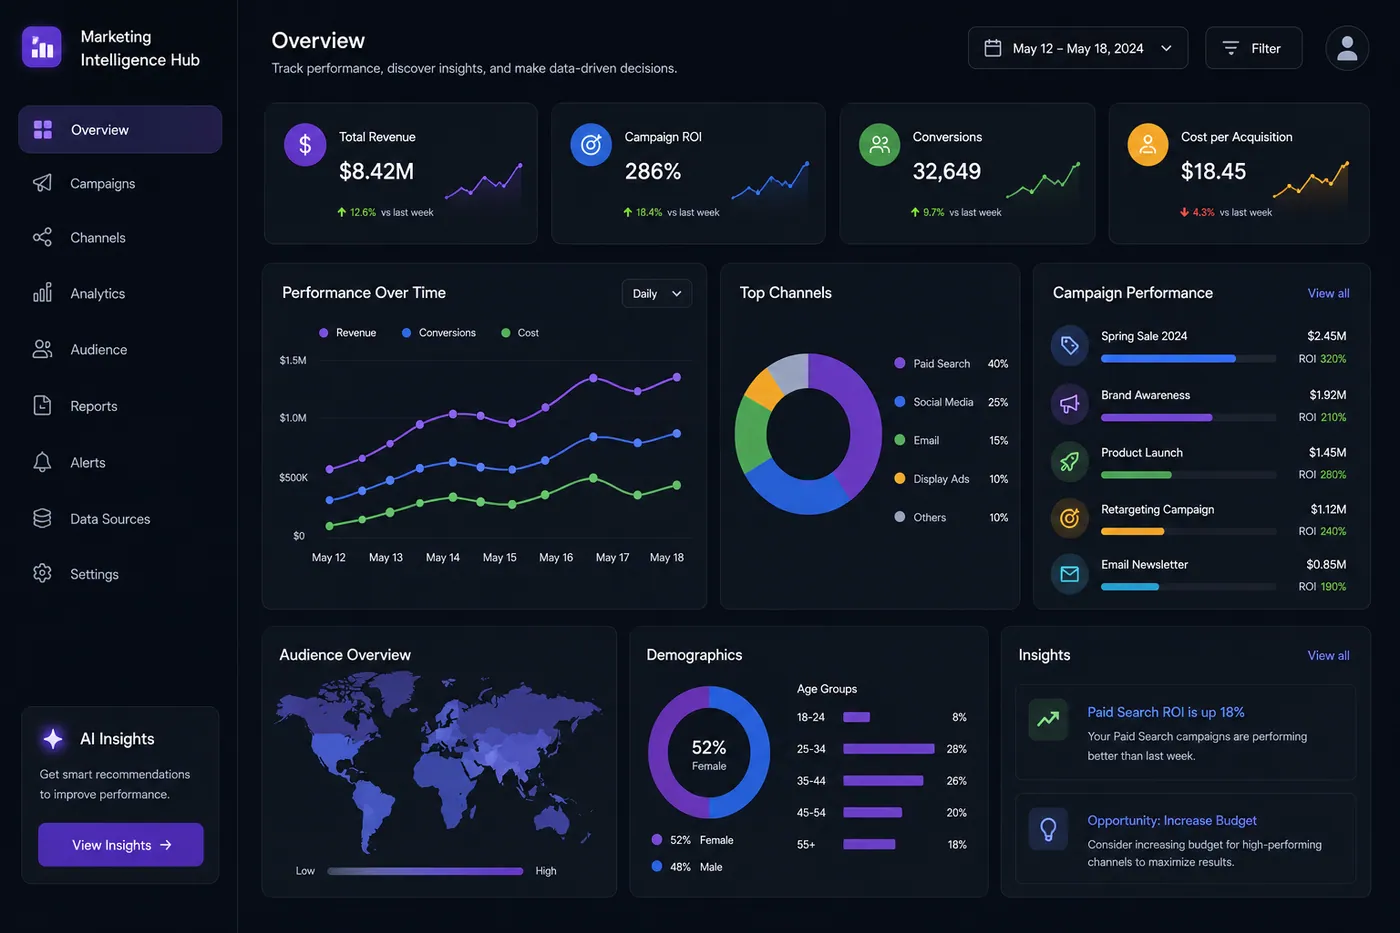 Marketing
Intelligence Hub
Overview
Campaigns
Channels
Analytics
Audience
Reports
Alerts
Data Sources
Settings
AI Insights
Get smart recommendations
to improve performance.
View Insights →
Overview
Track performance, discover insights, and make data-driven decisions.
May 12 – May 18, 2024
Filter
Total Revenue
$8.42M
↑ 12.6% vs last week
Campaign ROI
286%
↑ 18.4% vs last week
Conversions
32,649
↑ 9.7% vs last week
Cost per Acquisition
$18.45
↓ 4.3% vs last week
Performance Over Time
Daily
Revenue Conversions Cost
$1.5M
$1.0M
$500K
$0
May 12 May 13 May 14 May 15 May 16 May 17 May 18
Top Channels
Paid Search 40%
Social Media 25%
Email 15%
Display Ads 10%
Others 10%
Campaign Performance
View all
Spring Sale 2024 $2.45M
ROI 320%
Brand Awareness $1.92M
ROI 210%
Product Launch $1.45M
ROI 280%
Retargeting Campaign $1.12M
ROI 240%
Email Newsletter $0.85M
ROI 190%
Audience Overview
Low High
Demographics
52%
Female
52% Female
48% Male
Age Groups
18-24 8%
25-34 28%
35-44 26%
45-54 20%
55+ 18%
Insights
View all
Paid Search ROI is up 18%
Your Paid Search campaigns are performing
better than last week.
Opportunity: Increase Budget
Consider increasing budget for high-performing
channels to maximize results.